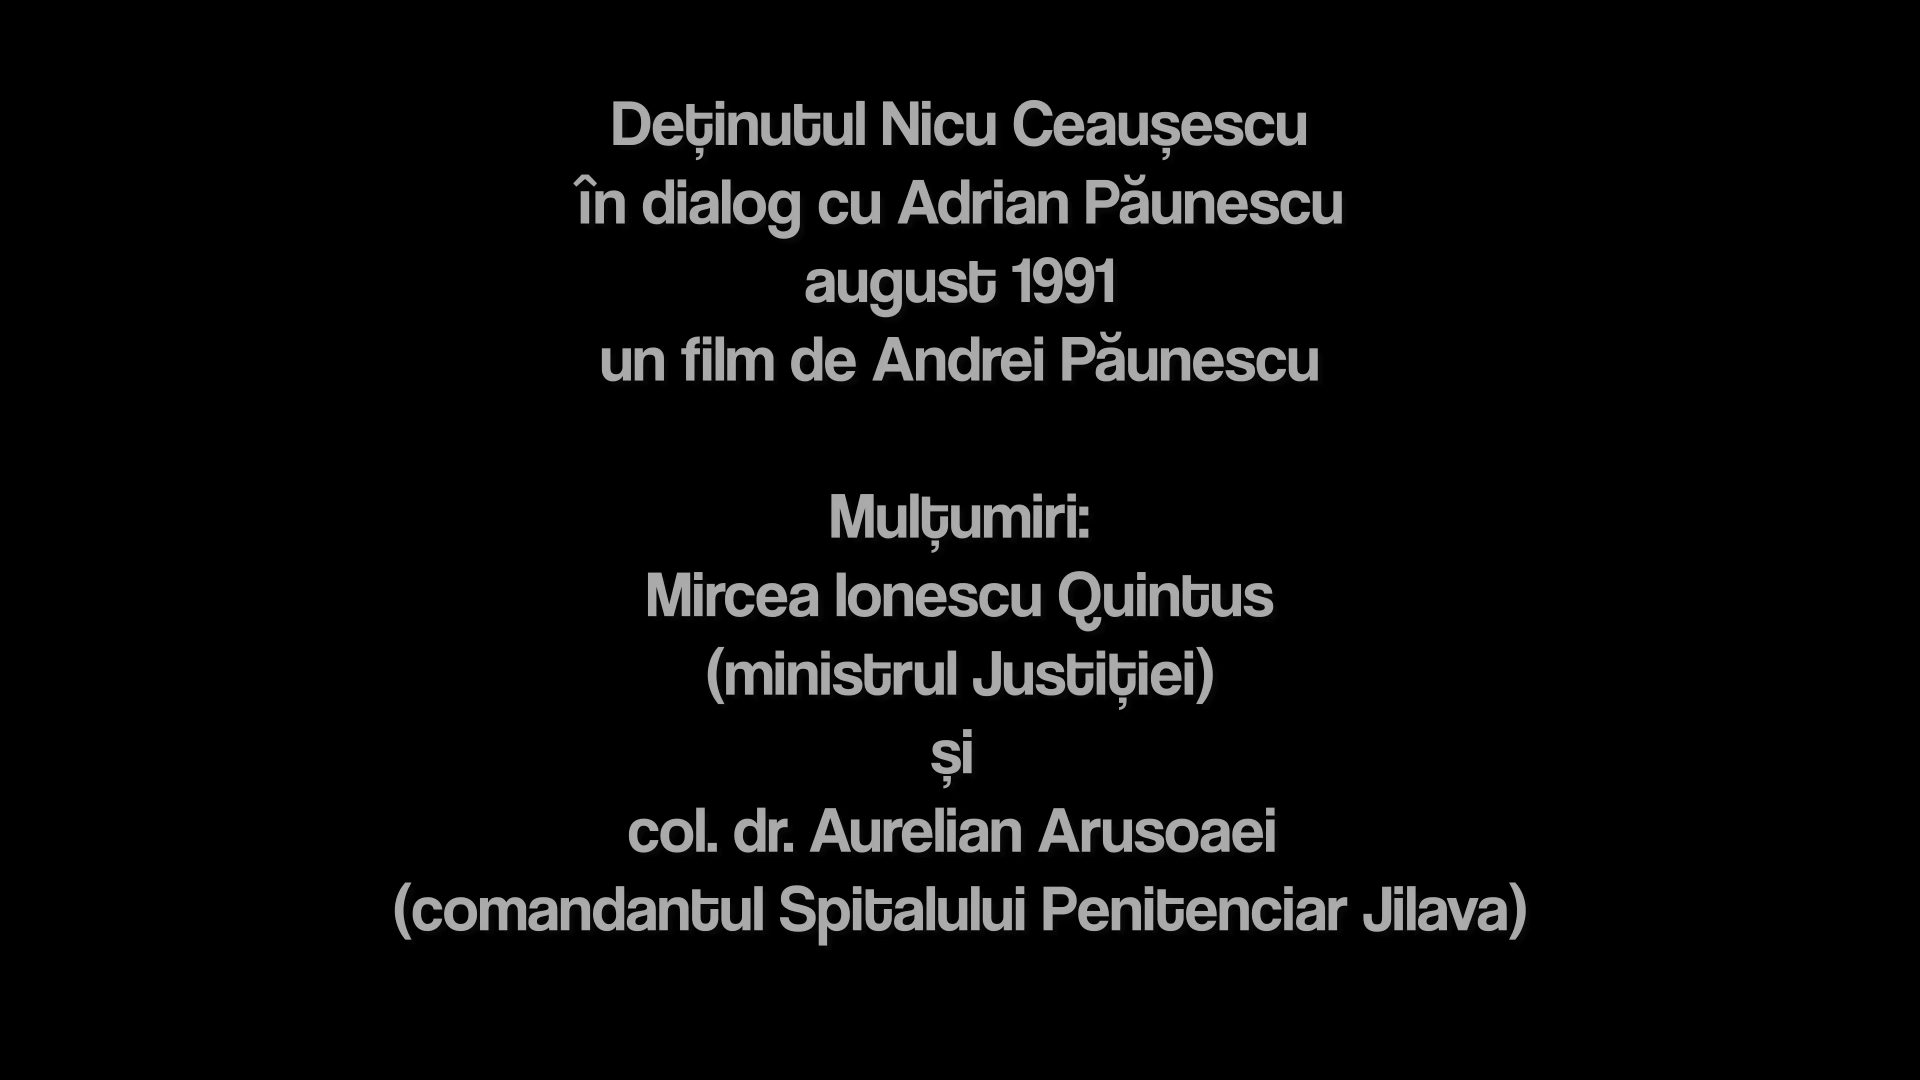 Deținutul Nicu Ceaușescu
în dialog cu Adrian Păunescu
august 1991
un film de Andrei Păunescu
Mulțumiri:
Mircea Ionescu Quintus
(ministrul Justiției)
și
col. dr. Aurelian Arusoaei
(comandantul Spitalului Penitenciar Jilava)